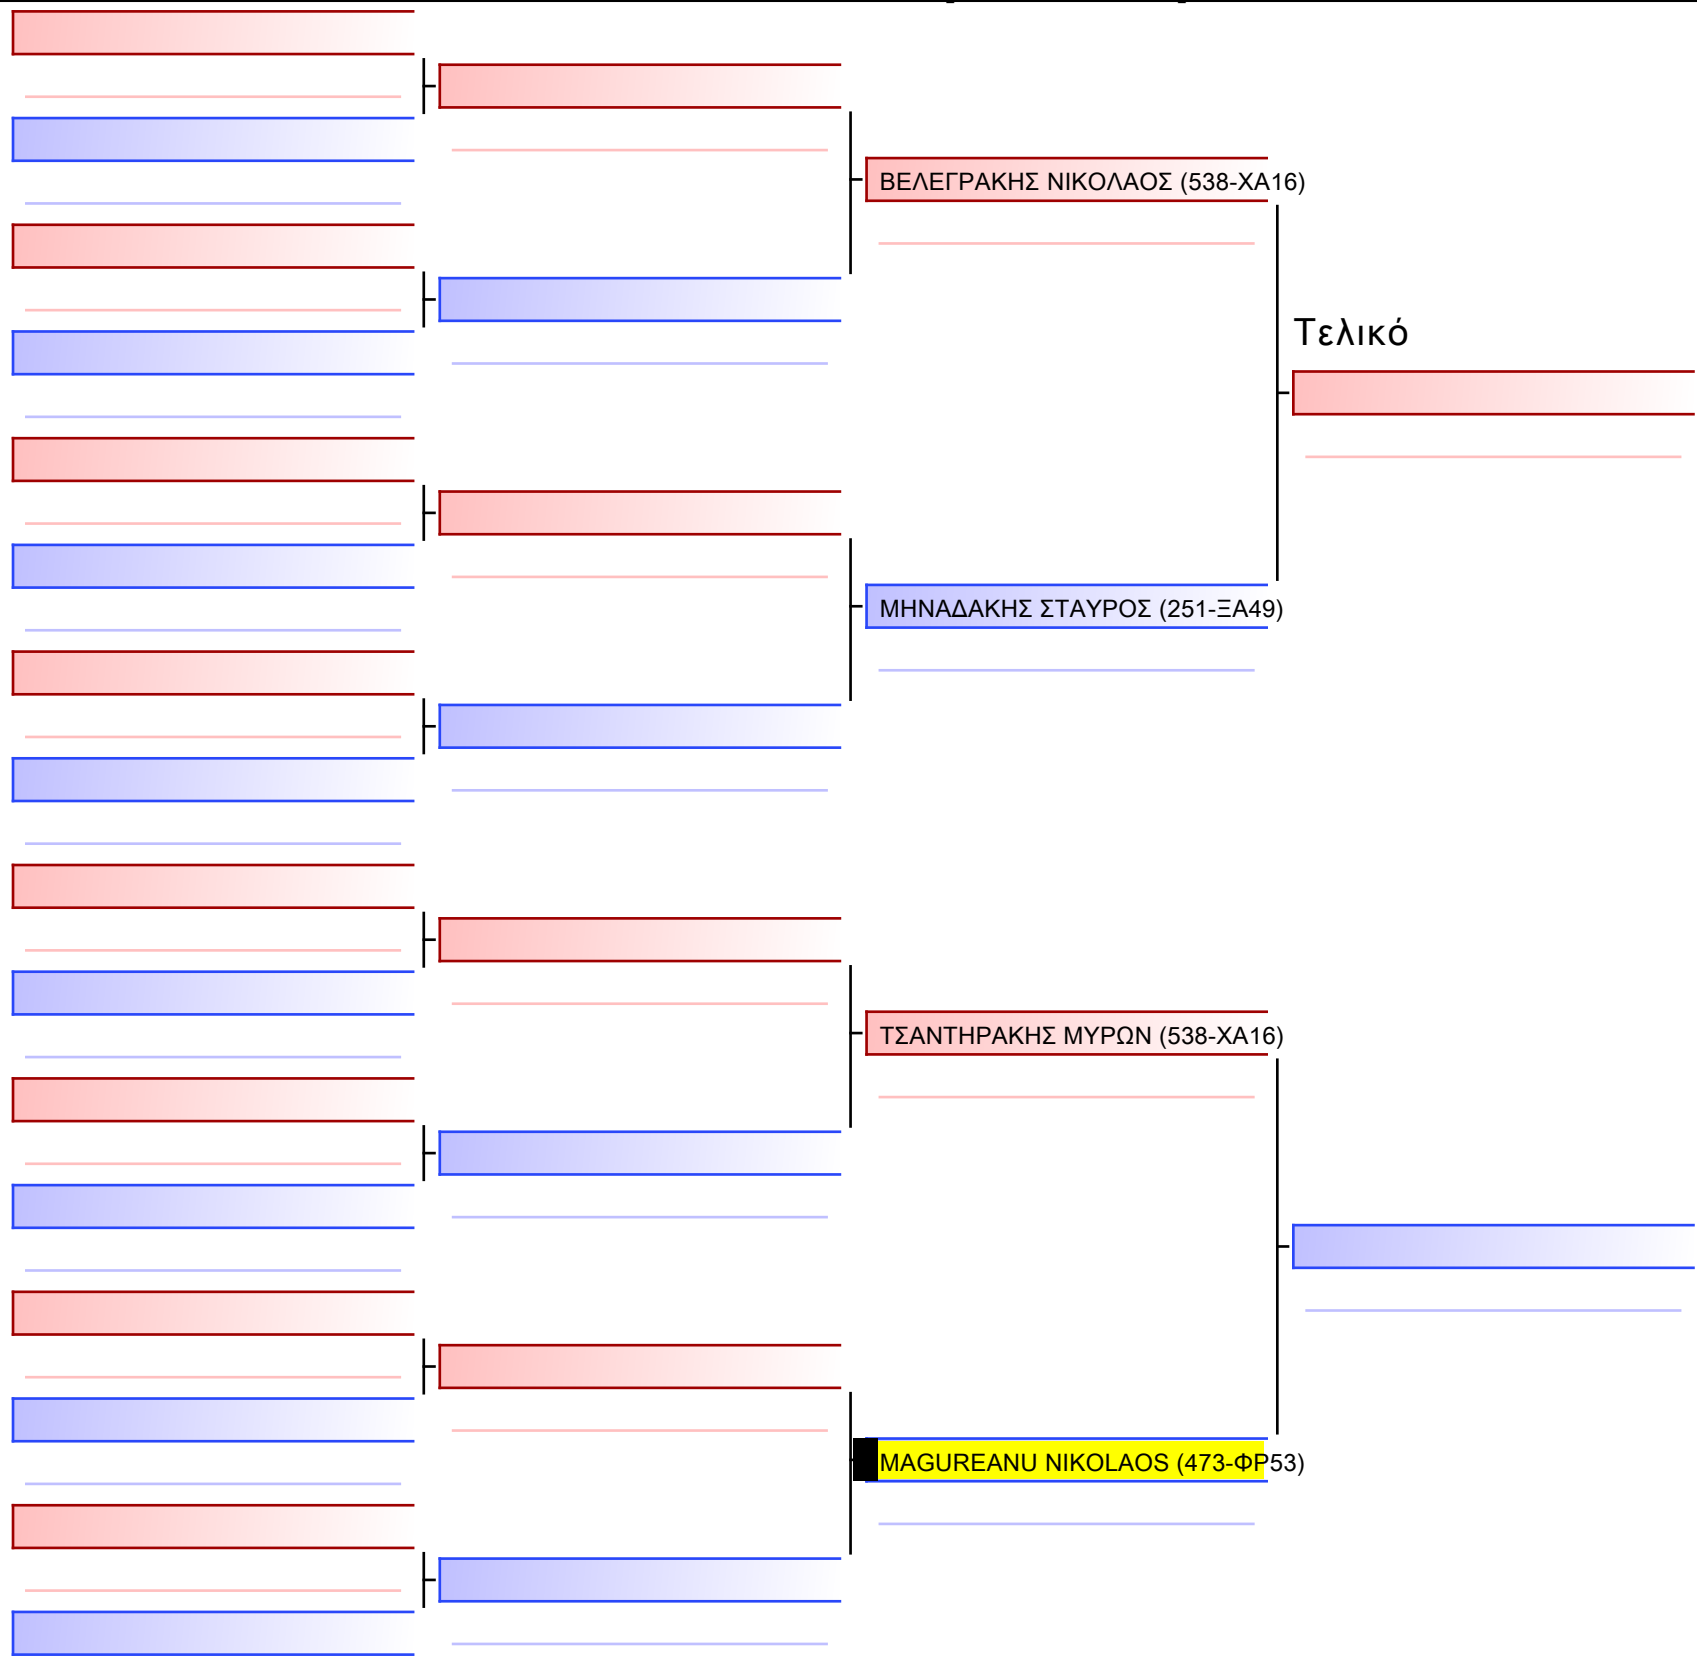 ΒΕΛΕΓΡΑΚΗΣ ΝΙΚΟΛΑΟΣ (538-ΧΑ16)
Τελικό
ΜΗΝΑΔΑΚΗΣ ΣΤΑΥΡΟΣ (251-ΞΑ49)
ΤΣΑΝΤΗΡΑΚΗΣ ΜΥΡΩΝ (538-ΧΑ16)
MAGUREANU NIKOLAOS (473-ΦΡ53)